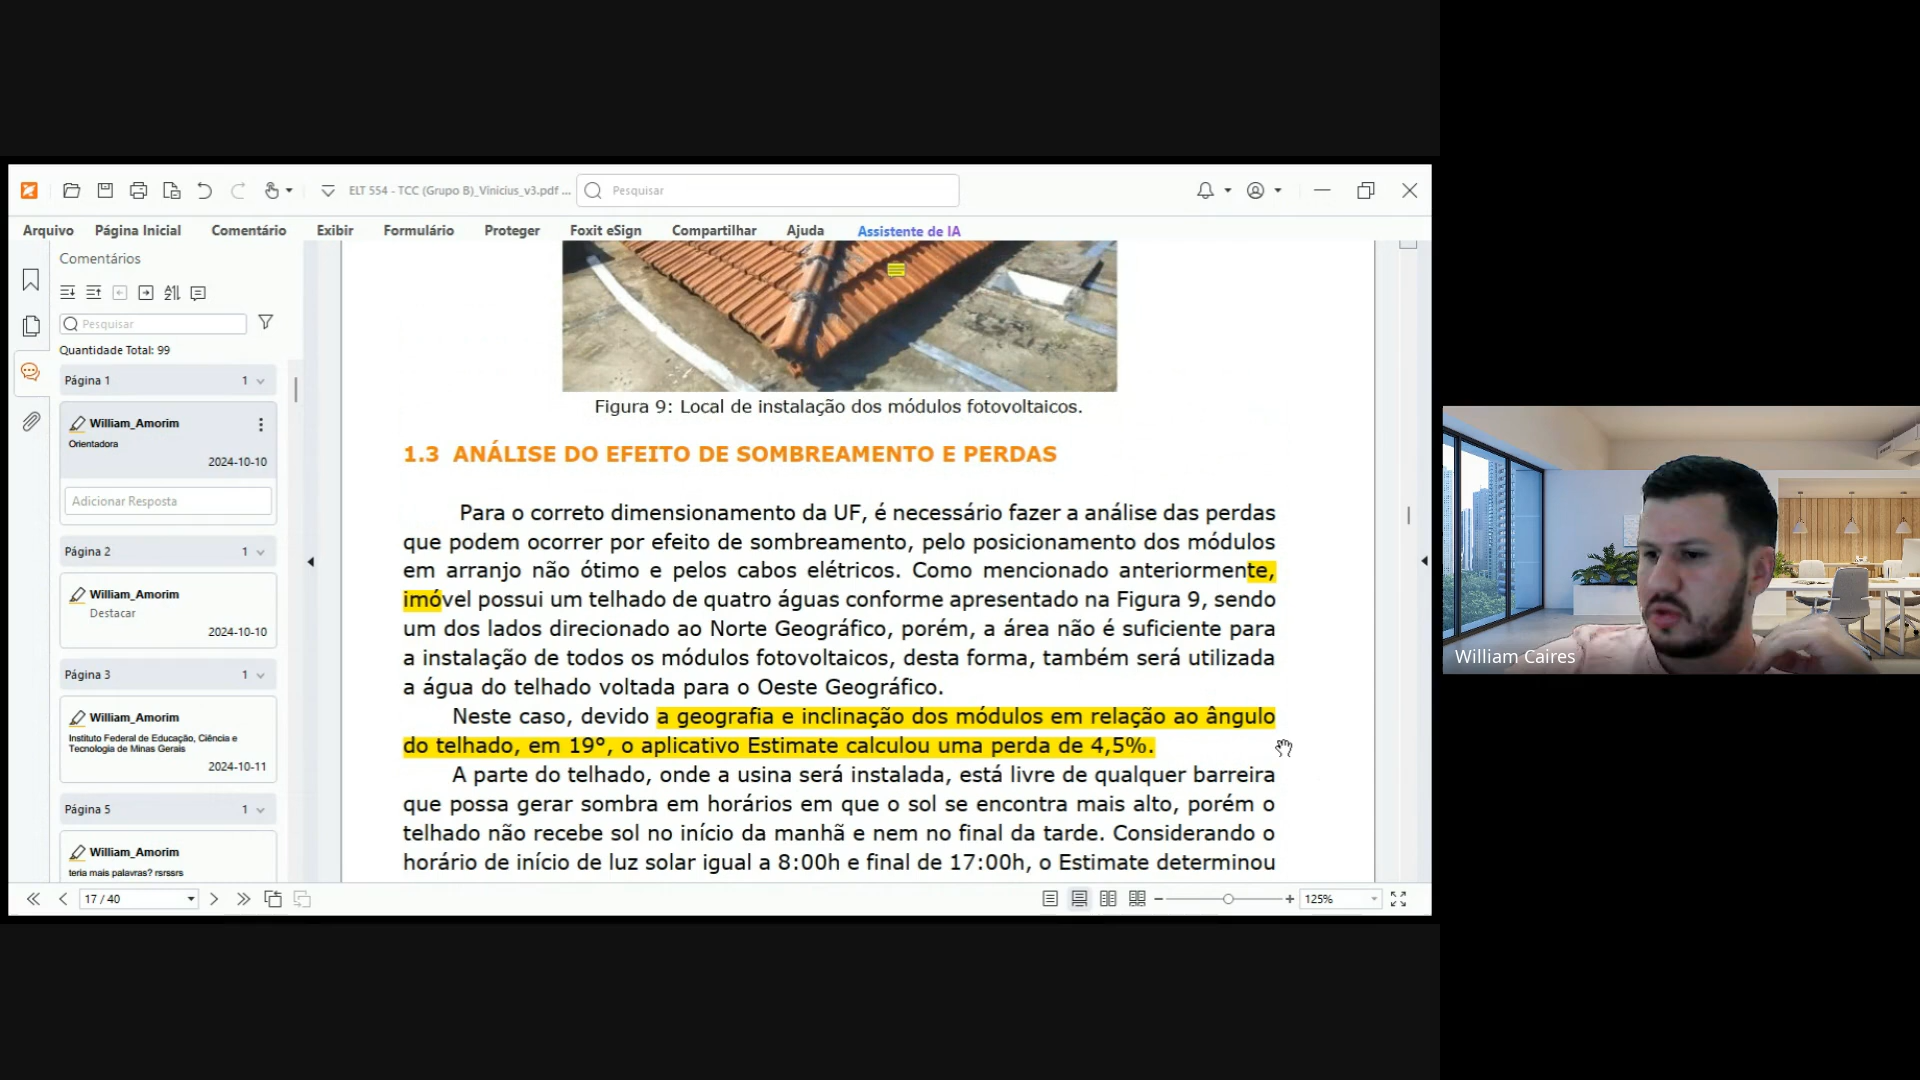 ELT 554 - TCC (Grupo B)_Vinicius_v3.pdf ...
Pesquisar
Arquivo Página Inicial Comentário Exibir Formulário Proteger Foxit eSign Compartilhar Ajuda Assistente de IA
Comentários
Pesquisar
Quantidade Total: 99
Página 1 1
William_Amorim
Orientadora
2024-10-10
Adicionar Resposta
Página 2 1
William_Amorim
Destacar
2024-10-10
Página 3 1
William_Amorim
Instituto Federal de Educação, Ciência e
Tecnologia de Minas Gerais
2024-10-11
Página 5 1
William_Amorim
teria mais palavras? rsrssrs
Figura 9: Local de instalação dos módulos fotovoltaicos.
1.3 ANÁLISE DO EFEITO DE SOMBREAMENTO E PERDAS
Para o correto dimensionamento da UF, é necessário fazer a análise das perdas
que podem ocorrer por efeito de sombreamento, pelo posicionamento dos módulos
em arranjo não ótimo e pelos cabos elétricos. Como mencionado anteriormente,
imóvel possui um telhado de quatro águas conforme apresentado na Figura 9, sendo
um dos lados direcionado ao Norte Geográfico, porém, a área não é suficiente para
a instalação de todos os módulos fotovoltaicos, desta forma, também será utilizada
a água do telhado voltada para o Oeste Geográfico.
Neste caso, devido a geografia e inclinação dos módulos em relação ao ângulo
do telhado, em 19°, o aplicativo Estimate calculou uma perda de 4,5%.
A parte do telhado, onde a usina será instalada, está livre de qualquer barreira
que possa gerar sombra em horários em que o sol se encontra mais alto, porém o
telhado não recebe sol no início da manhã e nem no final da tarde. Considerando o
horário de início de luz solar igual a 8:00h e final de 17:00h, o Estimate determinou
17 / 40
125%
William Caires